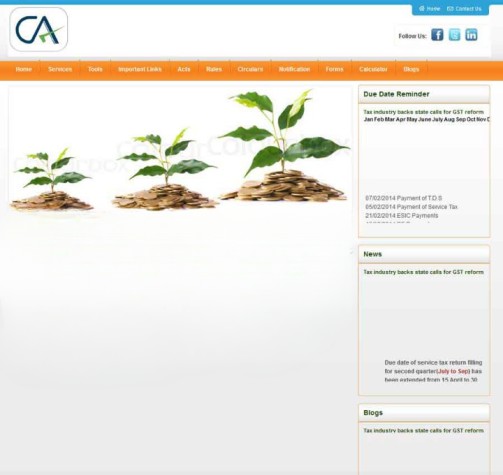 Home Contact Us
CA
Follow Us:
Home Services Tools Important Links Acts Rules Circulars Notification Forms Calculator Blogs
Due Date Reminder
Tax industry backs state calls for GST reform
Jan Feb Mar Apr May June July Aug Sep Oct Nov D
07/02/2014 Payment of T.D.S
05/02/2014 Payment of Service Tax
21/02/2014 ESIC Payments
News
Tax industry backs state calls for GST reform
Due date of service tax return filling
for second quarter(July to Sep) has
been extended from 15 April to 30
Blogs
Tax industry backs state calls for GST reform